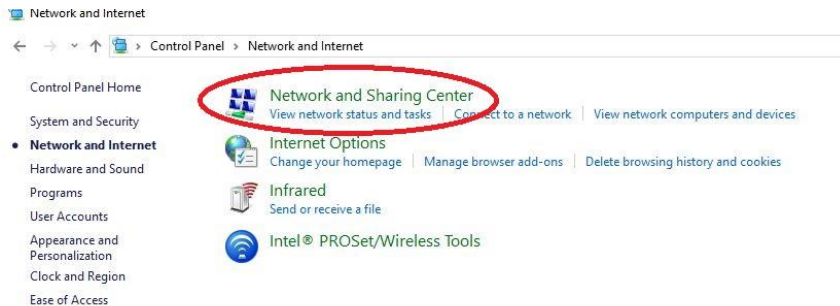 Network and Internet
Control Panel > Network and Internet
Control Panel Home
System and Security
Network and Internet
Hardware and Sound
Programs
User Accounts
Appearance and
Personalization
Clock and Region
Ease of Access
Network and Sharing Center
View network status and tasks | Connect to a network | View network computers and devices
Internet Options
Change your homepage | Manage browser add-ons | Delete browsing history and cookies
Infrared
Send or receive a file
Intel® PROSet/Wireless Tools